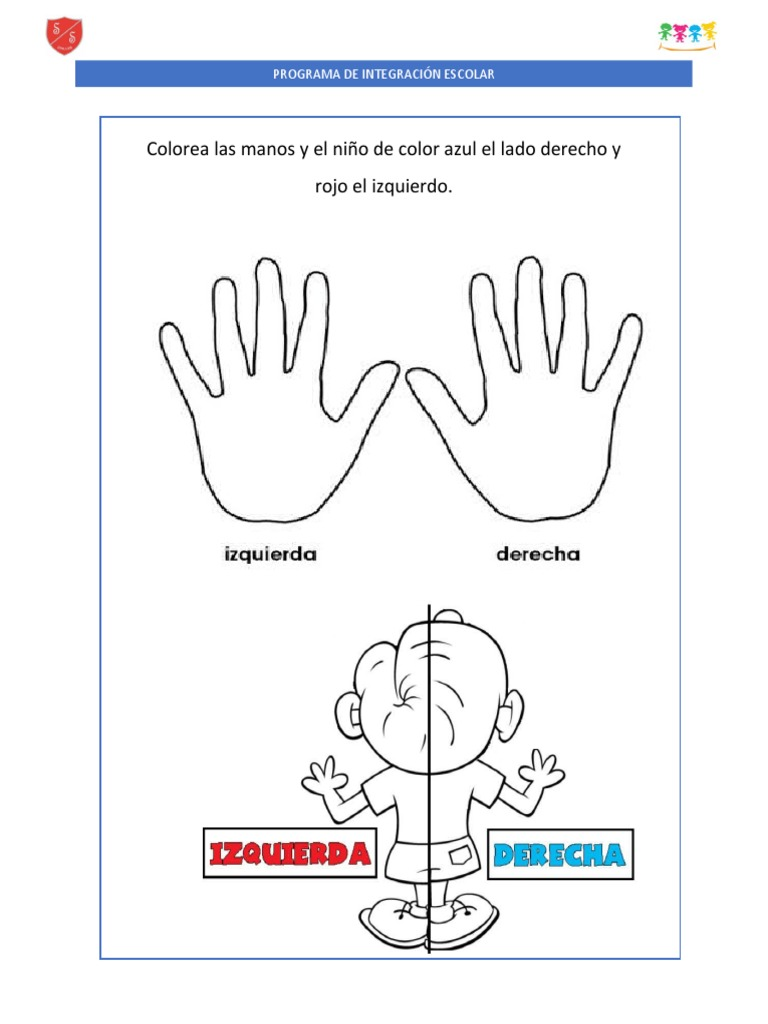 PROGRAMA DE INTEGRACIÓN ESCOLAR
Colorea las manos y el niño de color azul el lado derecho y
rojo el izquierdo.
izquierda derecha
IZQUIERDA DERECHA